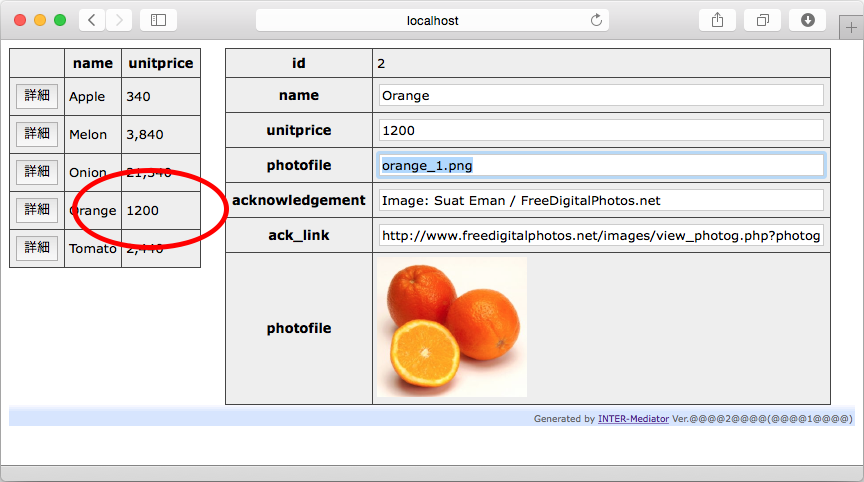 localhost
name unitprice
詳細 Apple 340
詳細 Melon 3,840
詳細 Onion 21,340
詳細 Orange 1200
詳細 Tomato 2,440
id 2
name Orange
unitprice 1200
photofile orange_1.png
acknowledgement Image: Suat Eman / FreeDigitalPhotos.net
ack_link http://www.freedigitalphotos.net/images/view_photog.php?photog
photofile
Generated by INTER-Mediator Ver.@@@@2@@@@(@@@@1@@@@)